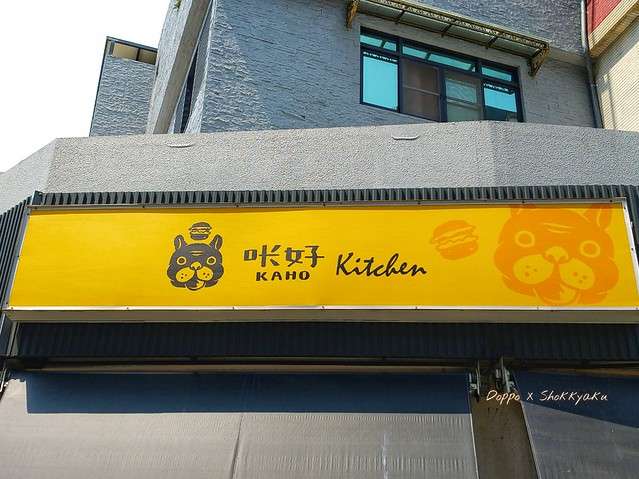 咔好 Kitchen
KAHO
Doppo x Shokkyaku